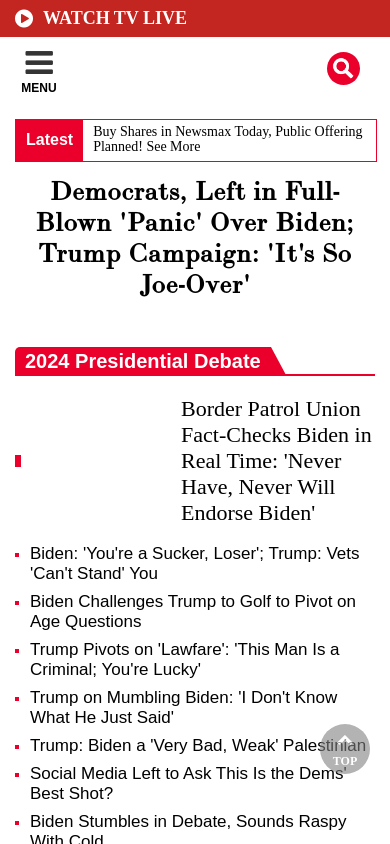 WATCH TV LIVE
MENU
Latest
Buy Shares in Newsmax Today, Public Offering
Planned! See More
Democrats, Left in Full-
Blown 'Panic' Over Biden;
Trump Campaign: 'It's So
Joe-Over'
2024 Presidential Debate
Border Patrol Union
Fact-Checks Biden in
Real Time: 'Never
Have, Never Will
Endorse Biden'
Biden: 'You're a Sucker, Loser'; Trump: Vets
'Can't Stand' You
Biden Challenges Trump to Golf to Pivot on
Age Questions
Trump Pivots on 'Lawfare': 'This Man Is a
Criminal; You're Lucky'
Trump on Mumbling Biden: 'I Don't Know
What He Just Said'
Trump: Biden a 'Very Bad, Weak' Palestinian
TOP
Social Media Left to Ask This Is the Dems'
Best Shot?
Biden Stumbles in Debate, Sounds Raspy
With Cold